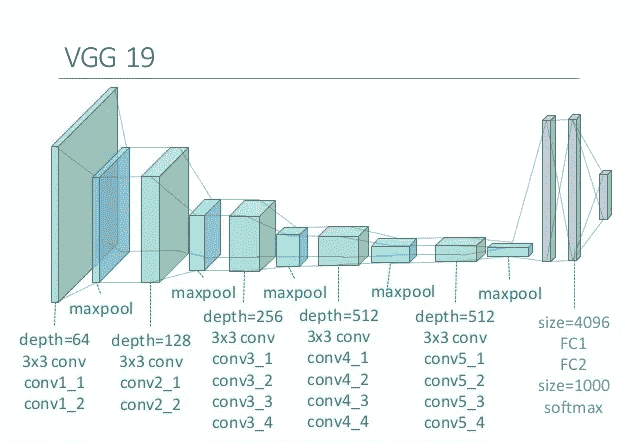 VGG 19
maxpool
depth=64
3x3 conv
conv1_1
conv1_2
depth=128
3x3 conv
conv2_1
conv2_2
maxpool
depth=256
3x3 conv
conv3_1
conv3_2
conv3_3
conv3_4
maxpool
depth=512
3x3 conv
conv4_1
conv4_2
conv4_3
conv4_4
maxpool
depth=512
3x3 conv
conv5_1
conv5_2
conv5_3
conv5_4
maxpool
size=4096
FC1
FC2
size=1000
softmax